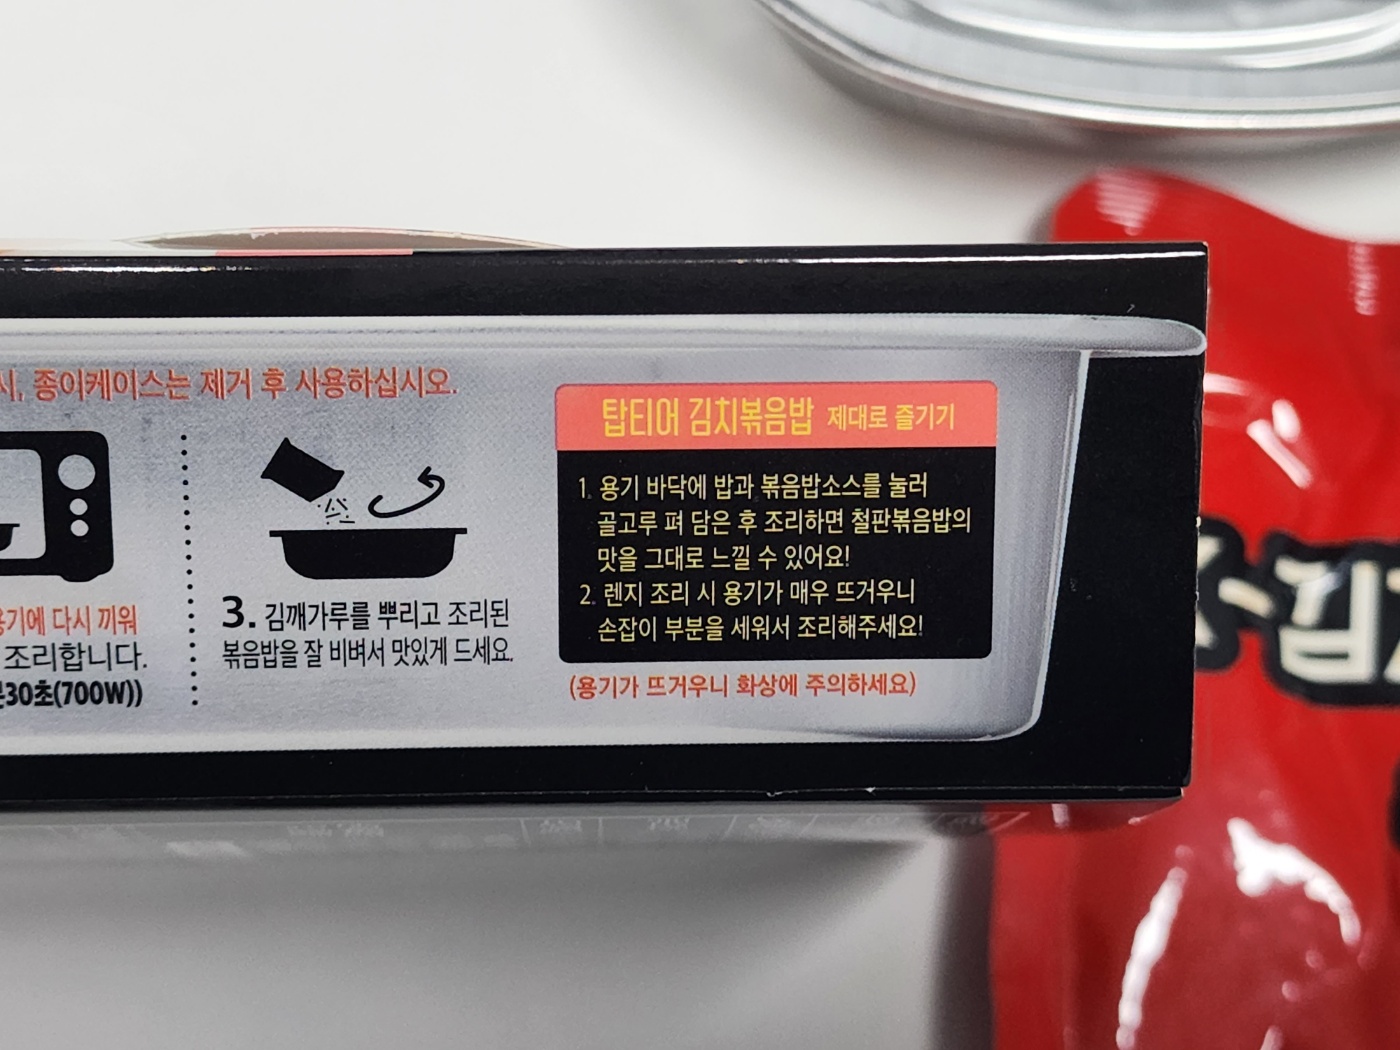 시, 종이케이스는 제거 후 사용하십시오.
용기에 다시 끼워
조리합니다.
30초(700W))
3. 김깨가루를 뿌리고 조리된
볶음밥을 잘 비벼서 맛있게 드세요.
탑티어 김치볶음밥 제대로 즐기기
1. 용기 바닥에 밥과 볶음밥소스를 눌러
골고루 펴 담은 후 조리하면 철판볶음밥의
맛을 그대로 느낄 수 있어요!
2. 렌지 조리 시 용기가 매우 뜨거우니
손잡이 부분을 세워서 조리해주세요!
(용기가 뜨거우니 화상에 주의하세요)